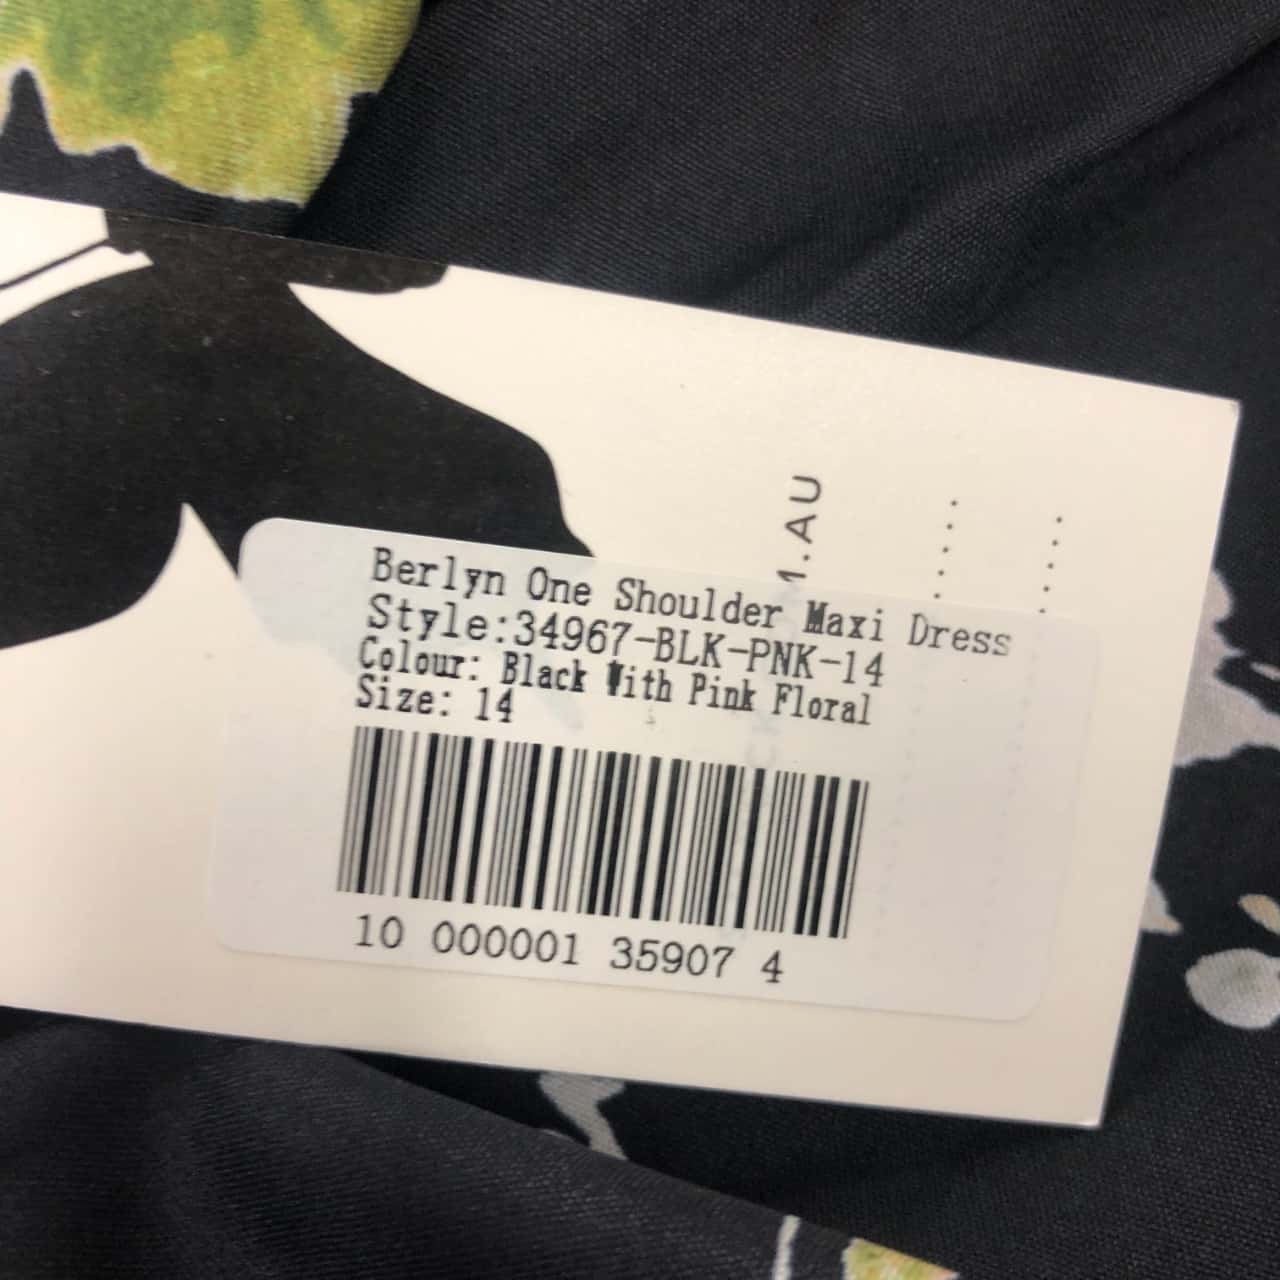 M.AU
Berlyn One Shoulder Maxi Dress
Style:34967-BLK-PNK-14
Colour: Black With Pink Floral
Size: 14
10 000001 35907 4